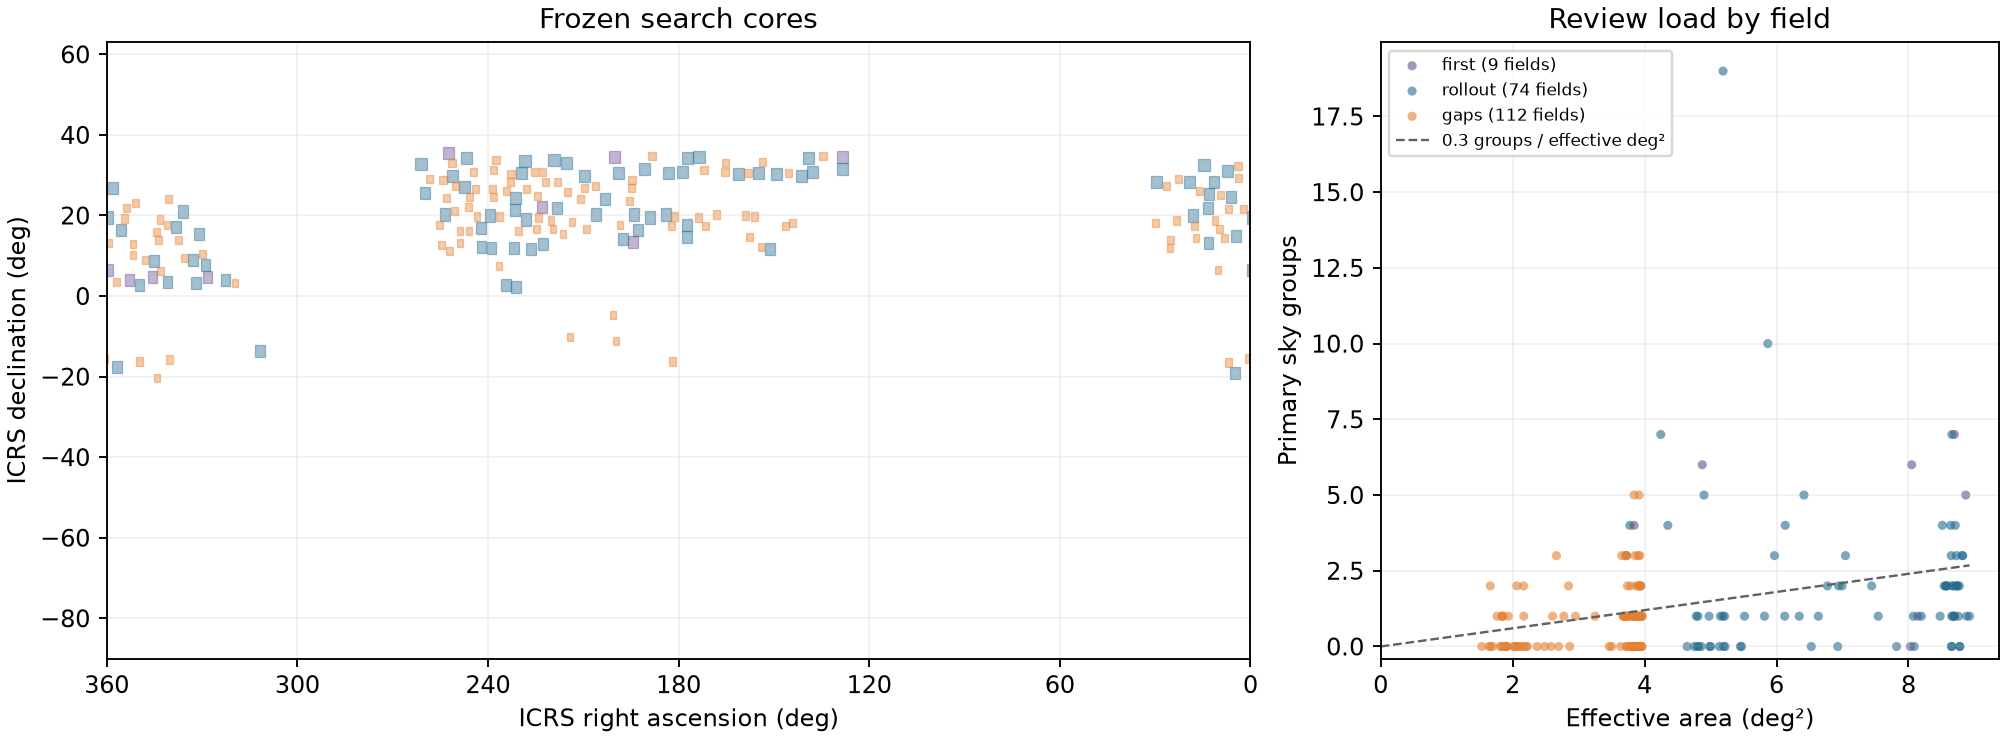 Frozen search cores
60
40
20
0
−20
−40
−60
−80
ICRS declination (deg)
360
300
240
180
120
60
0
ICRS right ascension (deg)
Review load by field
first (9 fields)
rollout (74 fields)
gaps (112 fields)
0.3 groups / effective deg²
17.5
15.0
12.5
10.0
7.5
5.0
2.5
0.0
Primary sky groups
0
2
4
6
8
Effective area (deg²)